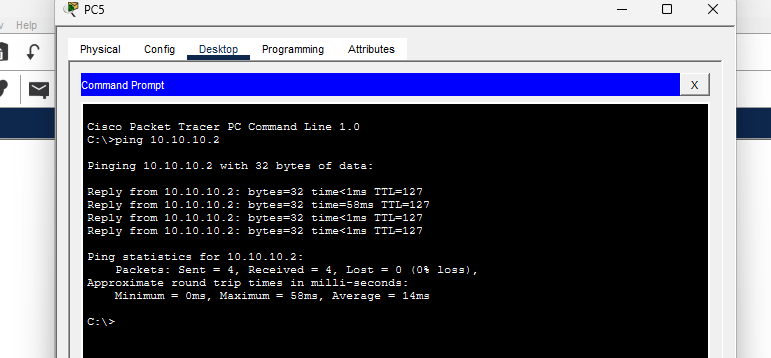 PC5
Help
Physical Config Desktop Programming Attributes
Command Prompt X
Cisco Packet Tracer PC Command Line 1.0
C:\>ping 10.10.10.2
Pinging 10.10.10.2 with 32 bytes of data:
Reply from 10.10.10.2: bytes=32 time<1ms TTL=127
Reply from 10.10.10.2: bytes=32 time=58ms TTL=127
Reply from 10.10.10.2: bytes=32 time<1ms TTL=127
Reply from 10.10.10.2: bytes=32 time<1ms TTL=127
Ping statistics for 10.10.10.2:
Packets: Sent = 4, Received = 4, Lost = 0 (0% loss),
Approximate round trip times in milli-seconds:
Minimum = 0ms, Maximum = 58ms, Average = 14ms
C:\>